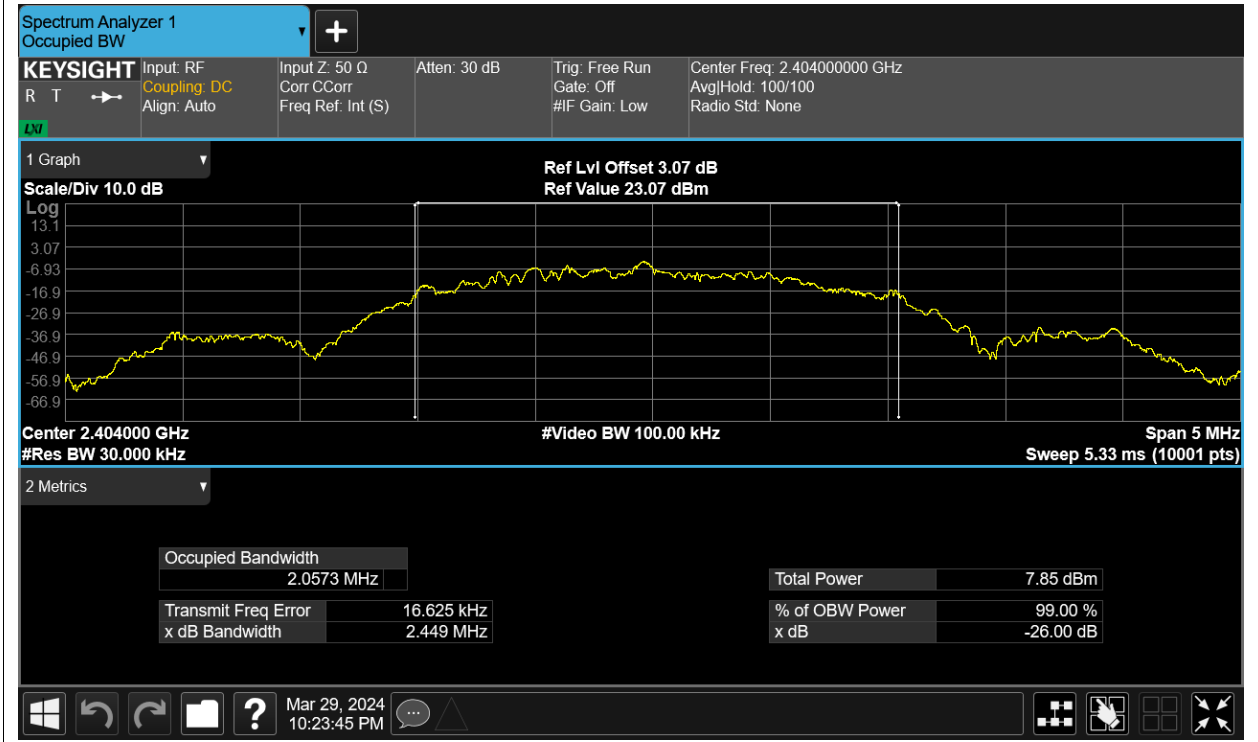 Spectrum Analyzer 1
Occupied BW
KEYSIGHT
R T
LXI
Input: RF
Coupling: DC
Align: Auto
Input Z: 50 Ω
Corr CCorr
Freq Ref: Int (S)
Atten: 30 dB
Trig: Free Run
Gate: Off
#IF Gain: Low
Center Freq: 2.404000000 GHz
Avg|Hold: 100/100
Radio Std: None
1 Graph
Scale/Div 10.0 dB
Ref Lvl Offset 3.07 dB
Ref Value 23.07 dBm
Log
13.1
3.07
-6.93
-16.9
-26.9
-36.9
-46.9
-56.9
-66.9
Center 2.404000 GHz
#Video BW 100.00 kHz
Span 5 MHz
#Res BW 30.000 kHz
Sweep 5.33 ms (10001 pts)
2 Metrics
Occupied Bandwidth
2.0573 MHz
Total Power 7.85 dBm
Transmit Freq Error 16.625 kHz
% of OBW Power 99.00 %
x dB Bandwidth 2.449 MHz
x dB -26.00 dB
?
Mar 29, 2024
10:23:45 PM